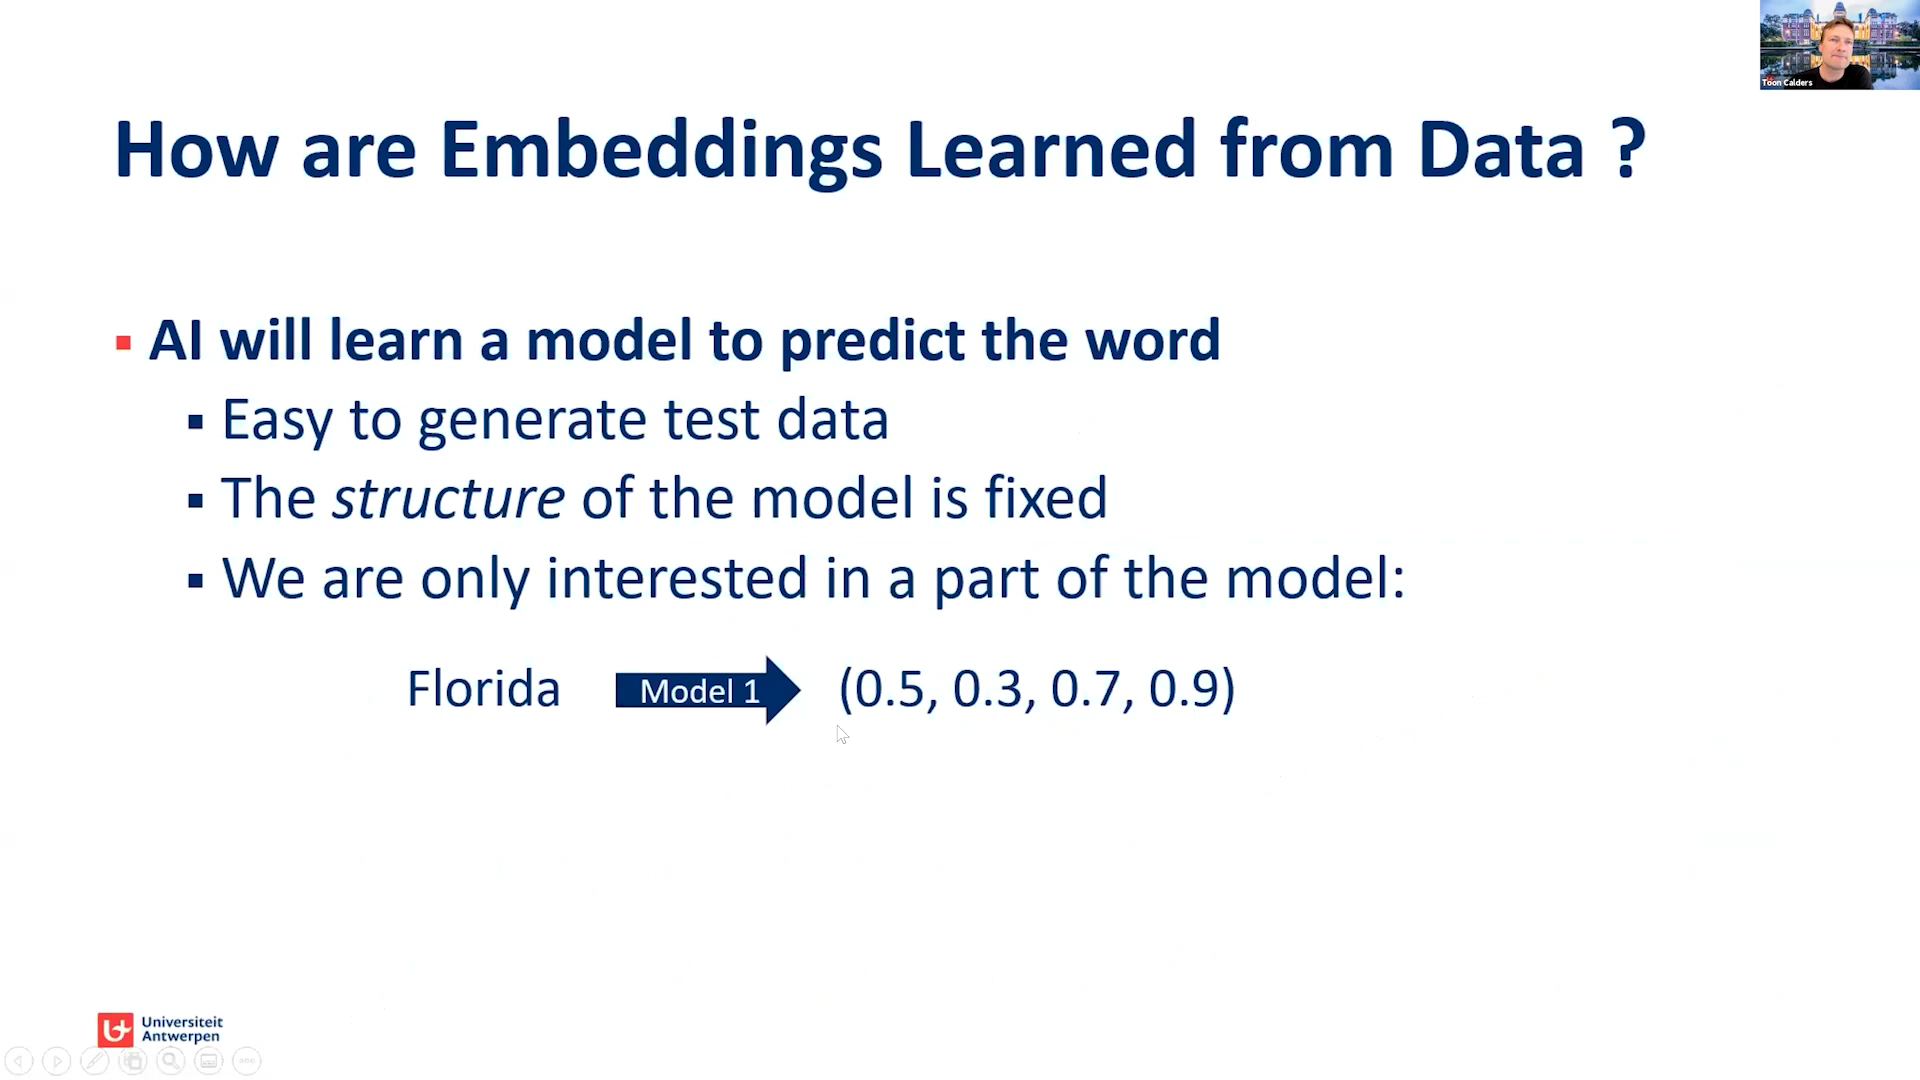 Toon Calders
How are Embeddings Learned from Data ?
AI will learn a model to predict the word
Easy to generate test data
The structure of the model is fixed
We are only interested in a part of the model:
Florida Model 1 (0.5, 0.3, 0.7, 0.9)
Universiteit
Antwerpen